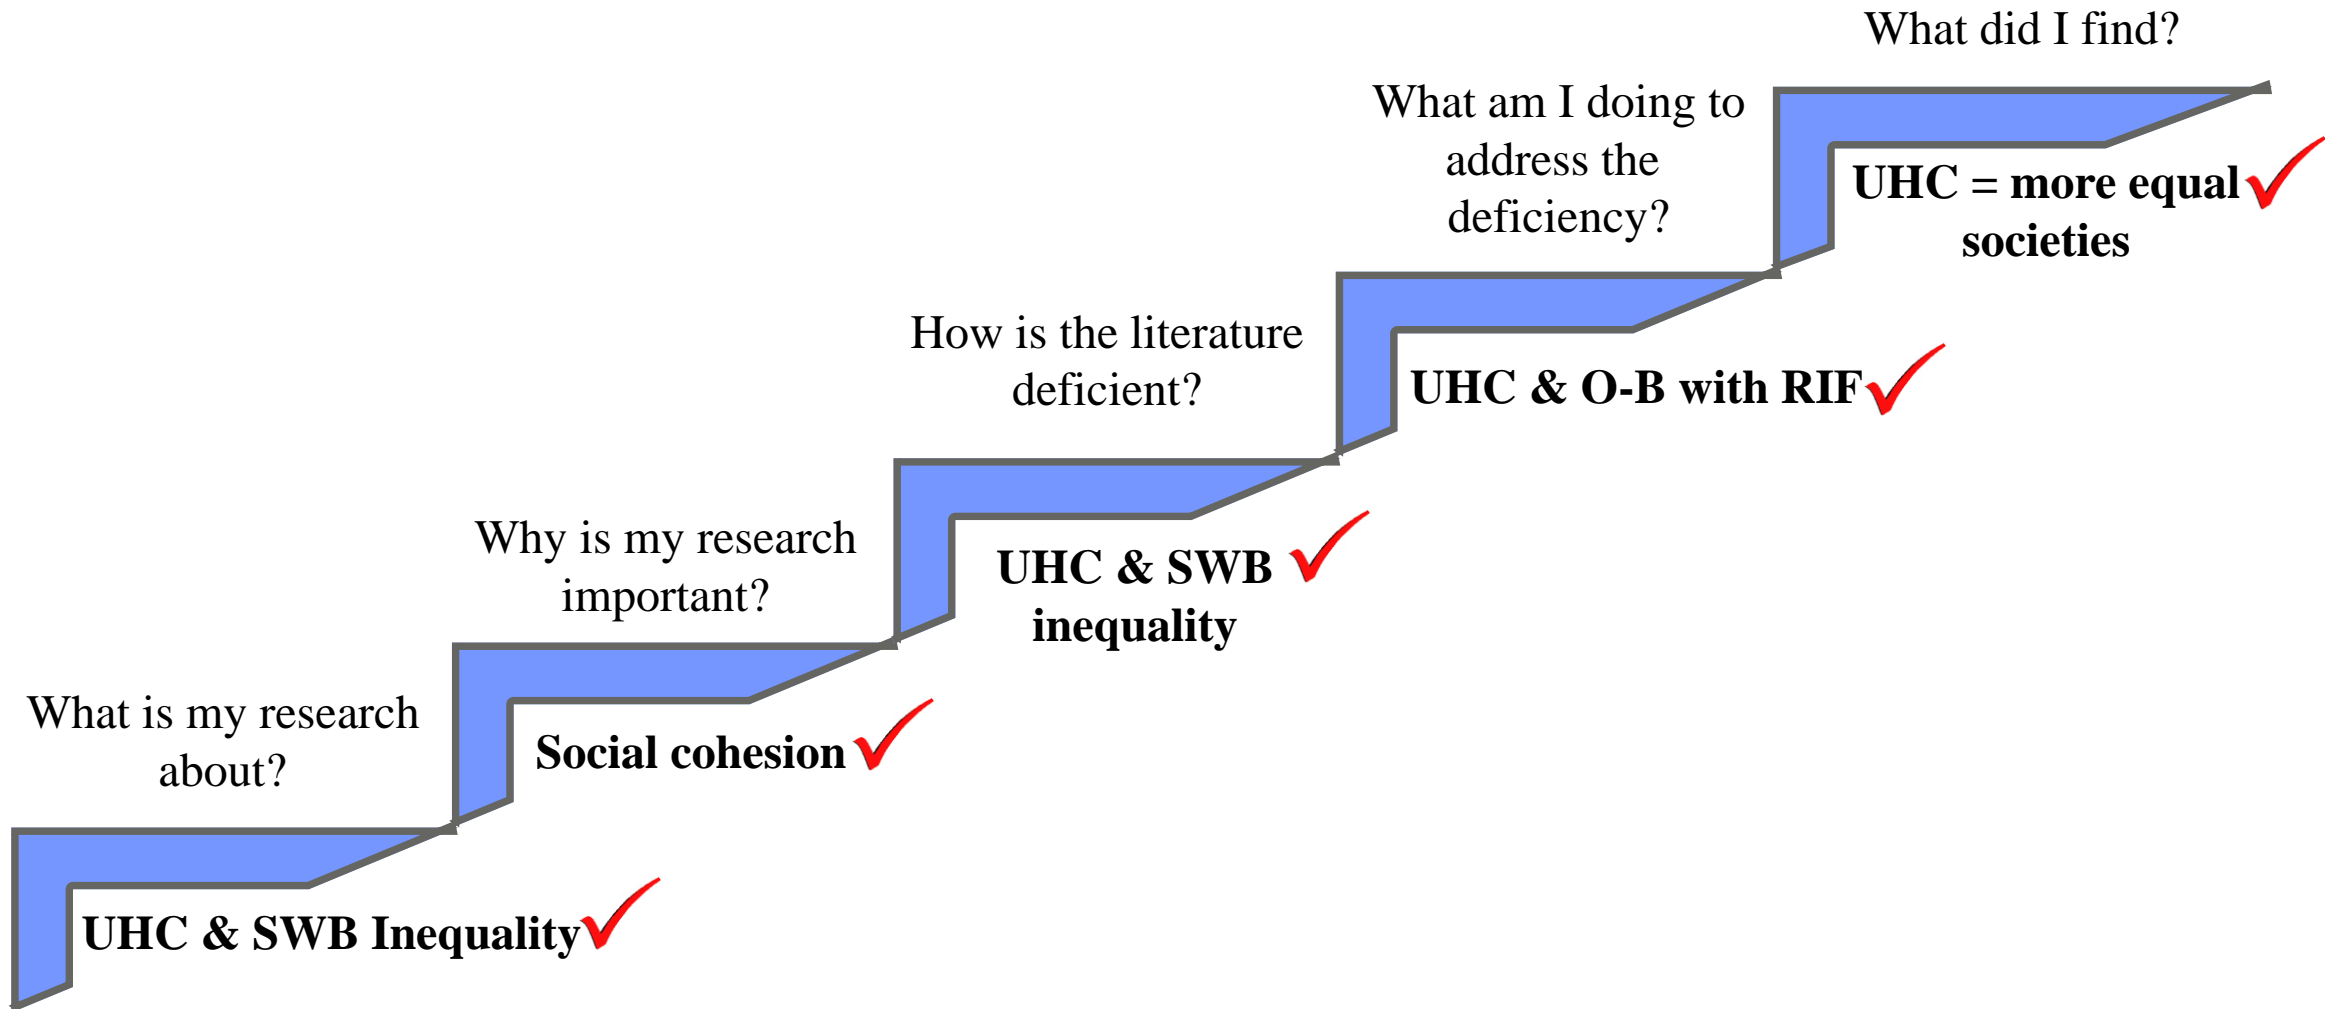 What did I find?
What am I doing to
address the
deficiency?
UHC = more equal
societies
How is the literature
deficient?
UHC & O-B with RIF
Why is my research
important?
UHC & SWB
inequality
What is my research
about?
Social cohesion
UHC & SWB Inequality